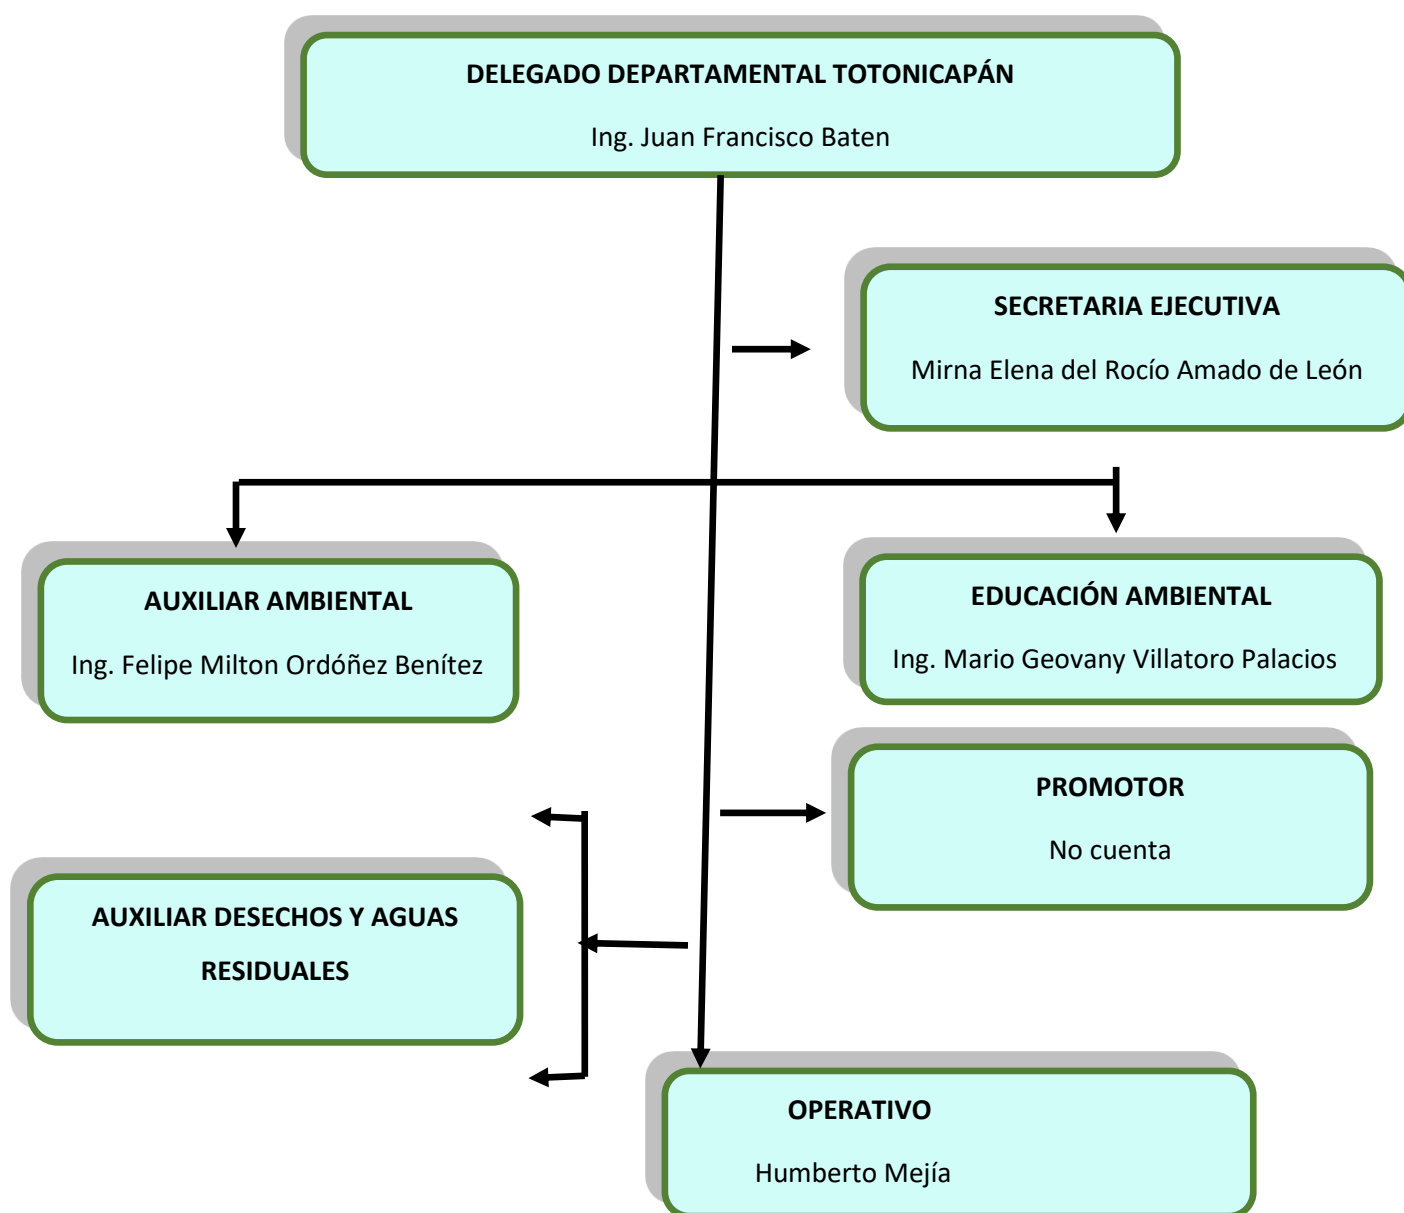 DELEGADO DEPARTAMENTAL TOTONICAPÁN
Ing. Juan Francisco Baten
SECRETARIA EJECUTIVA
Mirna Elena del Rocío Amado de León
AUXILIAR AMBIENTAL
Ing. Felipe Milton Ordóñez Benítez
EDUCACIÓN AMBIENTAL
Ing. Mario Geovany Villatoro Palacios
PROMOTOR
No cuenta
AUXILIAR DESECHOS Y AGUAS
RESIDUALES
OPERATIVO
Humberto Mejía